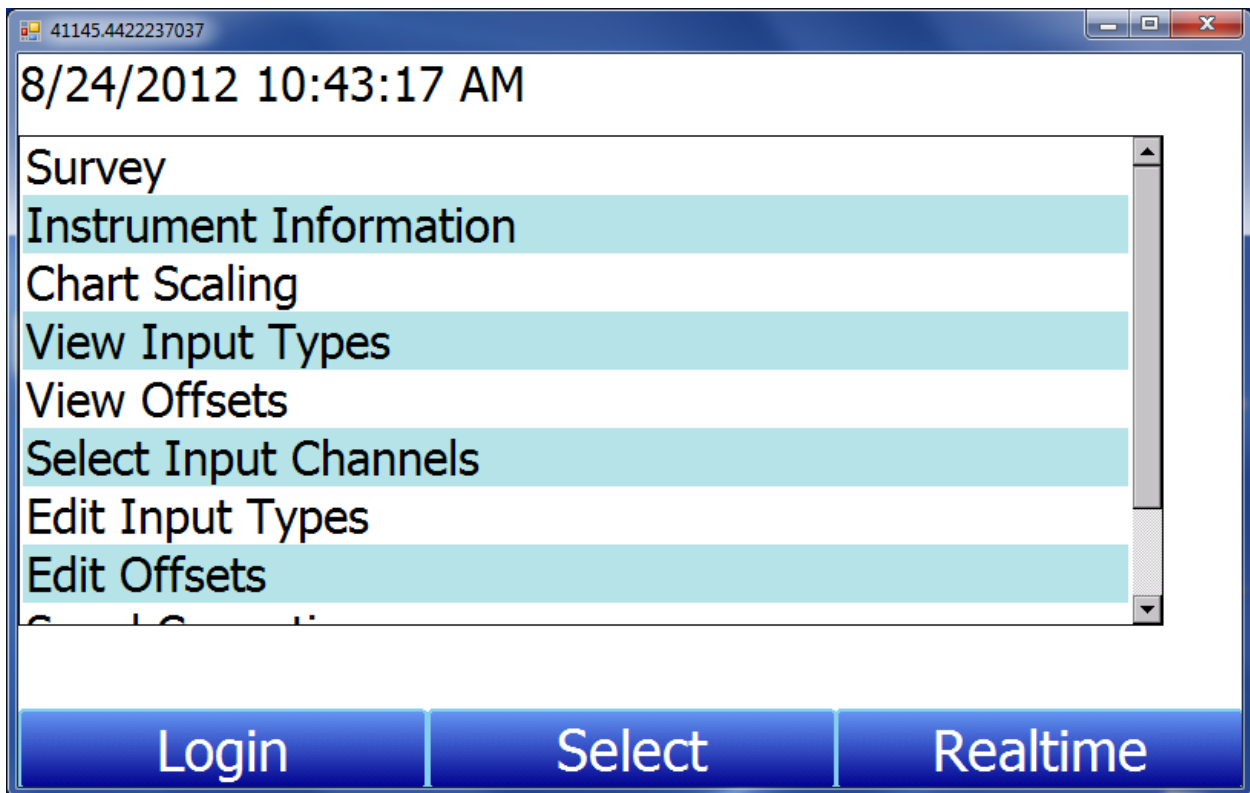 41145.4422237037
8/24/2012 10:43:17 AM
Survey
Instrument Information
Chart Scaling
View Input Types
View Offsets
Select Input Channels
Edit Input Types
Edit Offsets
Login Select Realtime